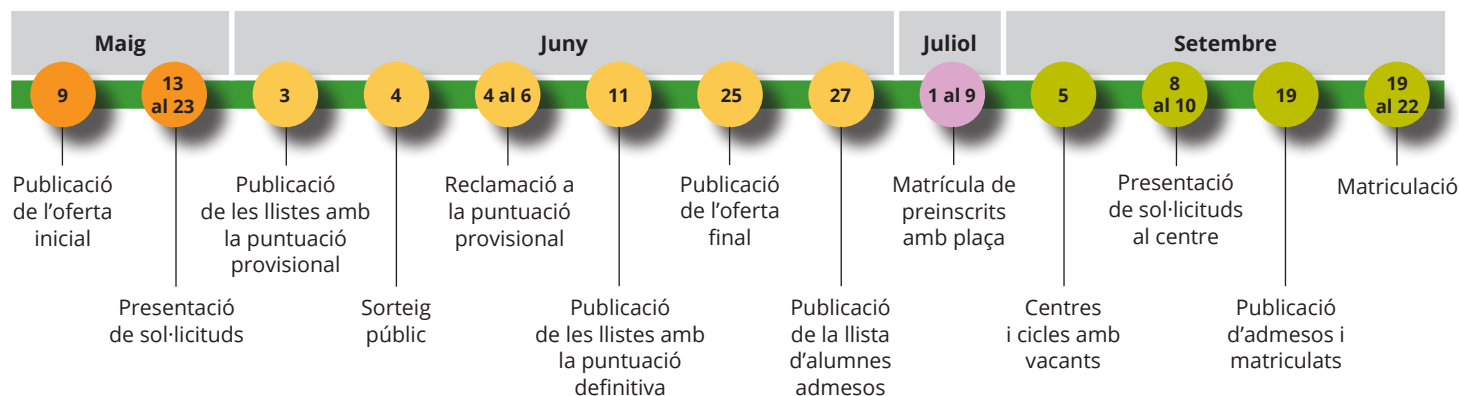 Maig
Juny
Juliol
Setembre
9
13
al 23
3
4
4 al 6
11
25
27
1 al 9
5
8
al 10
19
19
al 22
Publicació
de l’oferta
inicial
Presentació
de sol·licituds
Publicació
de les llistes amb
la puntuació
provisional
Sorteig
públic
Reclamació a
la puntuació
provisional
Publicació
de les llistes amb
la puntuació
definitiva
Publicació
de l’oferta
final
Publicació
de la llista
d’alumnes
admesos
Matrícula de
preinscrits
amb plaça
Centres
i cicles amb
vacants
Presentació
de sol·licituds
al centre
Publicació
d’admesos i
matriculats
Matriculació